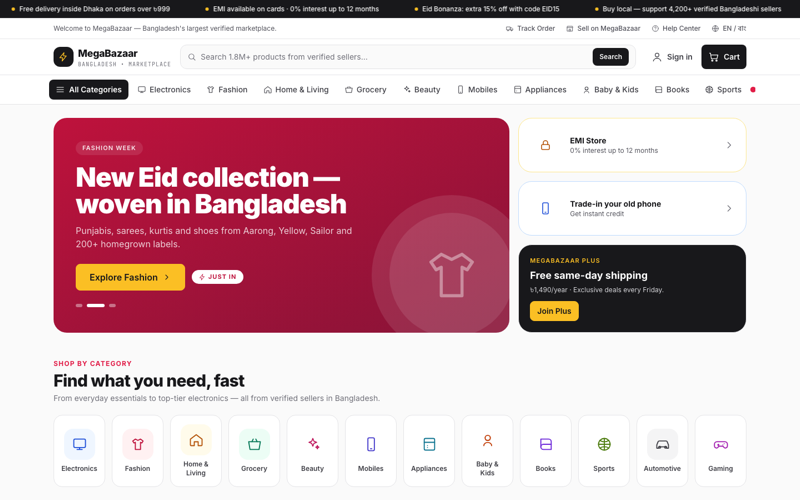 Free delivery inside Dhaka on orders over ৳999
EMI available on cards · 0% interest up to 12 months
Eid Bonanza: extra 15% off with code EID15
Buy local — support 4,200+ verified Bangladeshi sellers
Welcome to MegaBazaar — Bangladesh's largest verified marketplace.
Track Order
Sell on MegaBazaar
Help Center
EN / বাং
MegaBazaar
BANGLADESH • MARKETPLACE
Search 1.8M+ products from verified sellers...
Search
Sign in
Cart
All Categories
Electronics
Fashion
Home & Living
Grocery
Beauty
Mobiles
Appliances
Baby & Kids
Books
Sports
FASHION WEEK
New Eid collection —
woven in Bangladesh
Punjabis, sarees, kurtis and shoes from Aarong, Yellow, Sailor and
200+ homegrown labels.
Explore Fashion
JUST IN
EMI Store
0% interest up to 12 months
Trade-in your old phone
Get instant credit
MEGABAZAAR PLUS
Free same-day shipping
৳1,490/year · Exclusive deals every Friday.
Join Plus
SHOP BY CATEGORY
Find what you need, fast
From everyday essentials to top-tier electronics — all from verified sellers in Bangladesh.
Electronics
Fashion
Home &
Living
Grocery
Beauty
Mobiles
Appliances
Baby &
Kids
Books
Sports
Automotive
Gaming